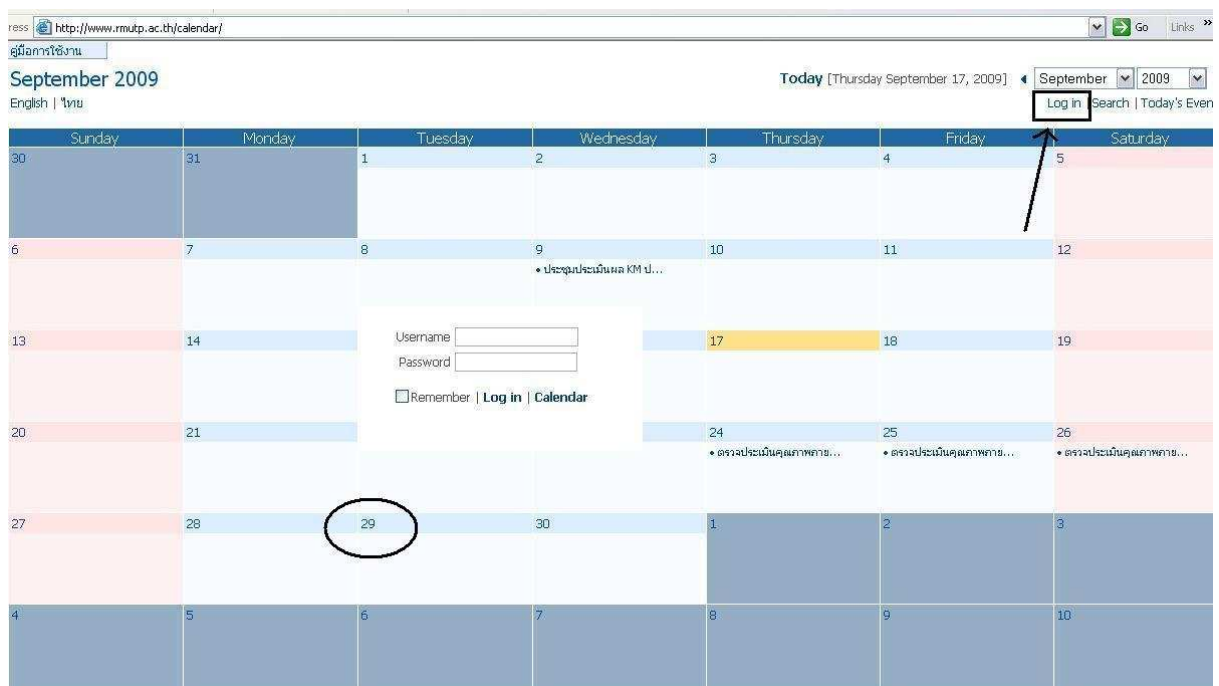 ress http://www.rmutp.ac.th/calendar/ Go Links »
คู่มือการใช้งาน
September 2009 Today [Thursday September 17, 2009] September 2009
English | ไทย Log in | Search | Today's Even
Sunday Monday Tuesday Wednesday Thursday Friday Saturday
30 31 1 2 3 4 5
6 7 8 9 10 11 12
• ประชุมประเมินผล KM ป...
13 14 17 18 19
Username
Password
Remember | Log in | Calendar
20 21 24 25 26
• ตรวจประเมินคุณภาพภาย... • ตรวจประเมินคุณภาพภาย... • ตรวจประเมินคุณภาพภาย...
27 28 29 30 1 2 3
4 5 6 7 8 9 10